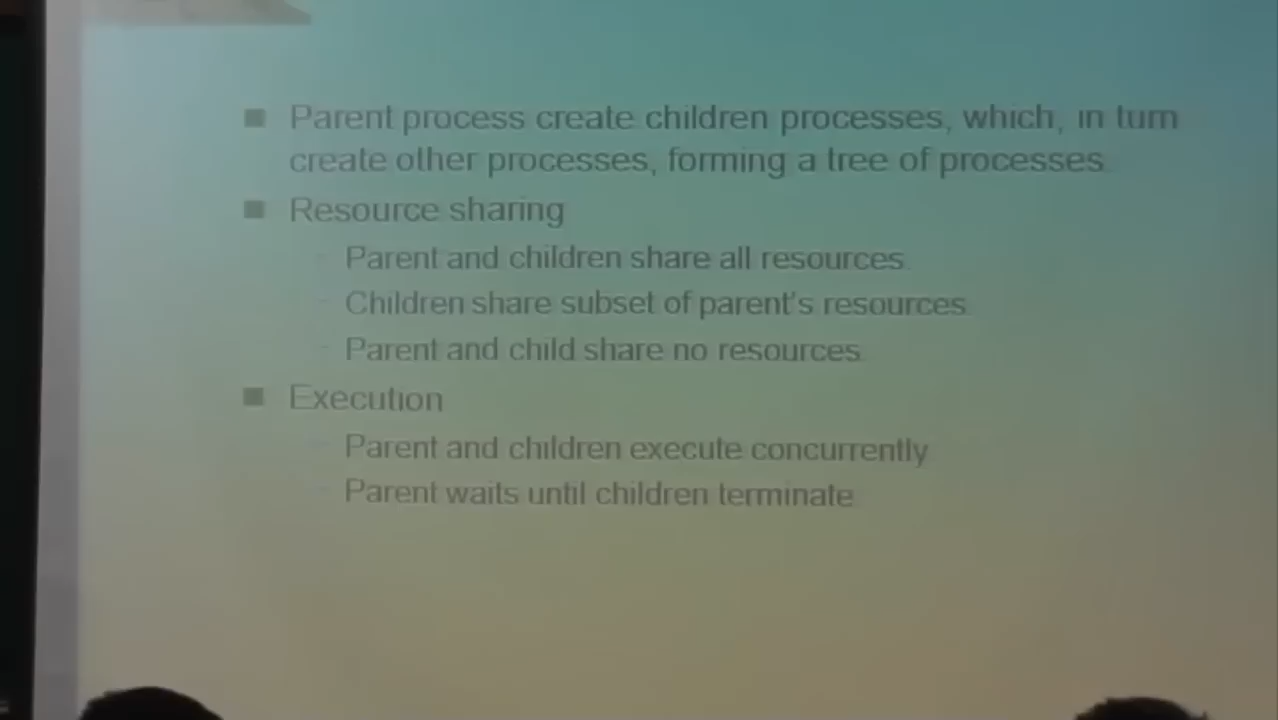 Parent process create children processes, which, in turn
create other processes, forming a tree of processes.
Resource sharing
Parent and children share all resources.
Children share subset of parent's resources.
Parent and child share no resources.
Execution
Parent and children execute concurrently
Parent waits until children terminate.